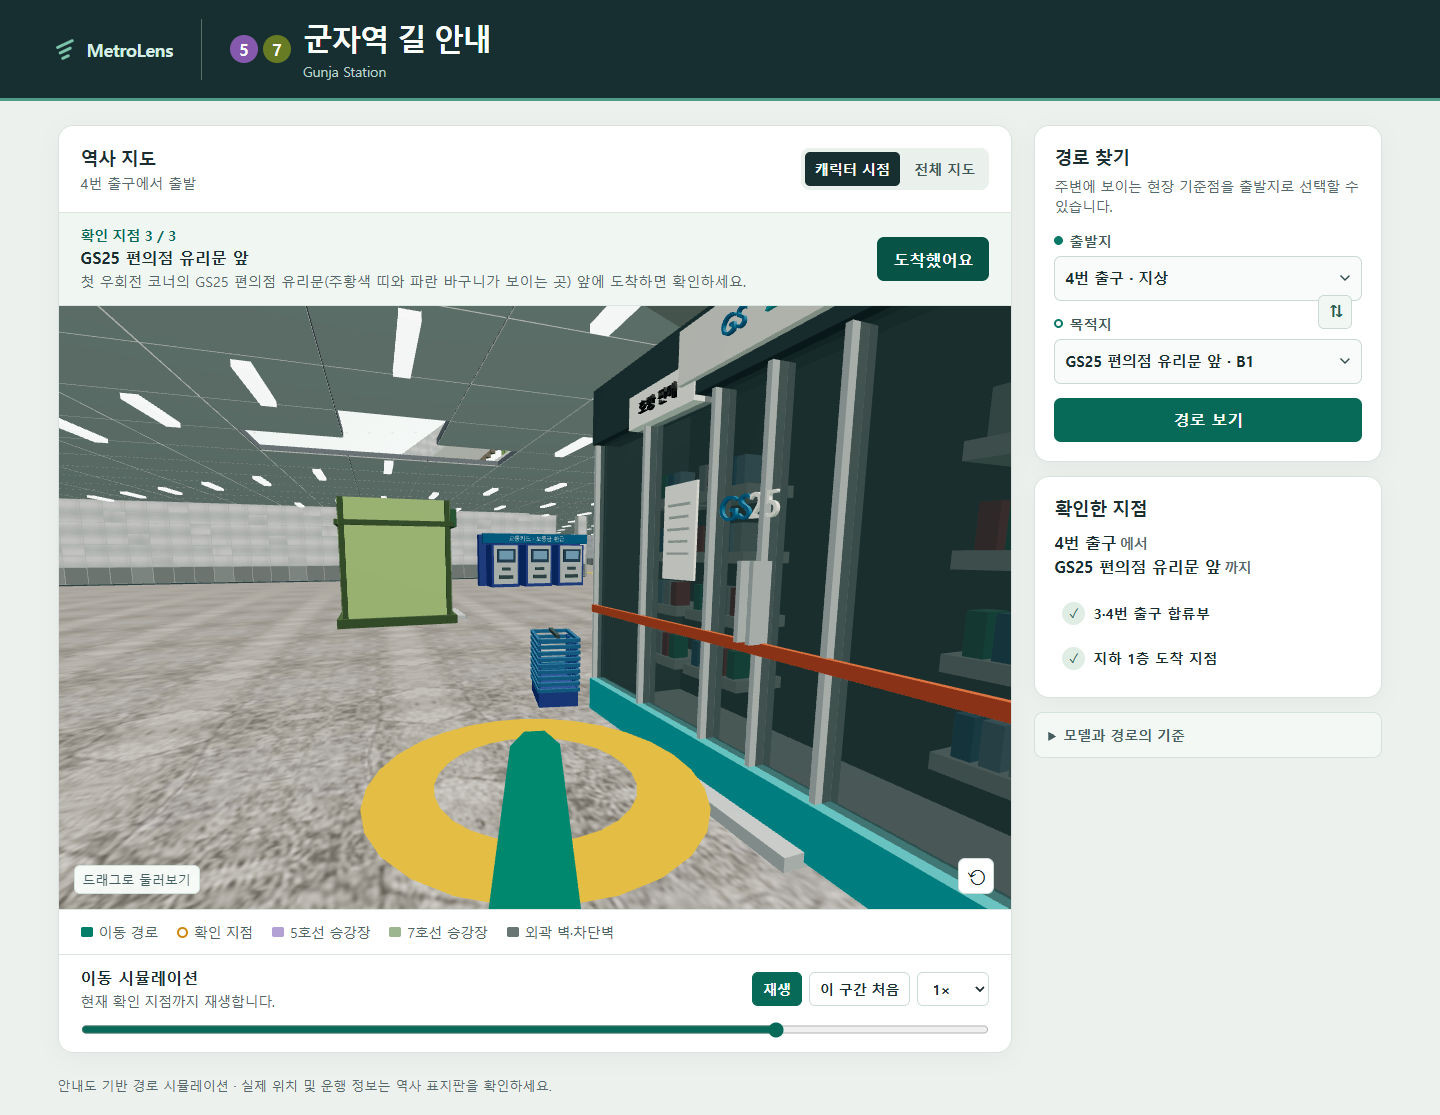 MetroLens
5 7
군자역 길 안내
Gunja Station
역사 지도
4번 출구에서 출발
캐릭터 시점
전체 지도
확인 지점 3 / 3
GS25 편의점 유리문 앞
첫 우회전 코너의 GS25 편의점 유리문(주황색 띠와 파란 바구니가 보이는 곳) 앞에 도착하면 확인하세요.
도착했어요
GS
GS25
교통카드 · 보증금 환급
드래그로 둘러보기
이동 경로
확인 지점
5호선 승강장
7호선 승강장
외곽 벽·차단벽
이동 시뮬레이션
현재 확인 지점까지 재생합니다.
재생
이 구간 처음
1×
경로 찾기
주변에 보이는 현장 기준점을 출발지로 선택할 수
있습니다.
출발지
4번 출구 · 지상
목적지
GS25 편의점 유리문 앞 · B1
경로 보기
확인한 지점
4번 출구 에서
GS25 편의점 유리문 앞 까지
3·4번 출구 합류부
지하 1층 도착 지점
모델과 경로의 기준
안내도 기반 경로 시뮬레이션 · 실제 위치 및 운행 정보는 역사 표지판을 확인하세요.